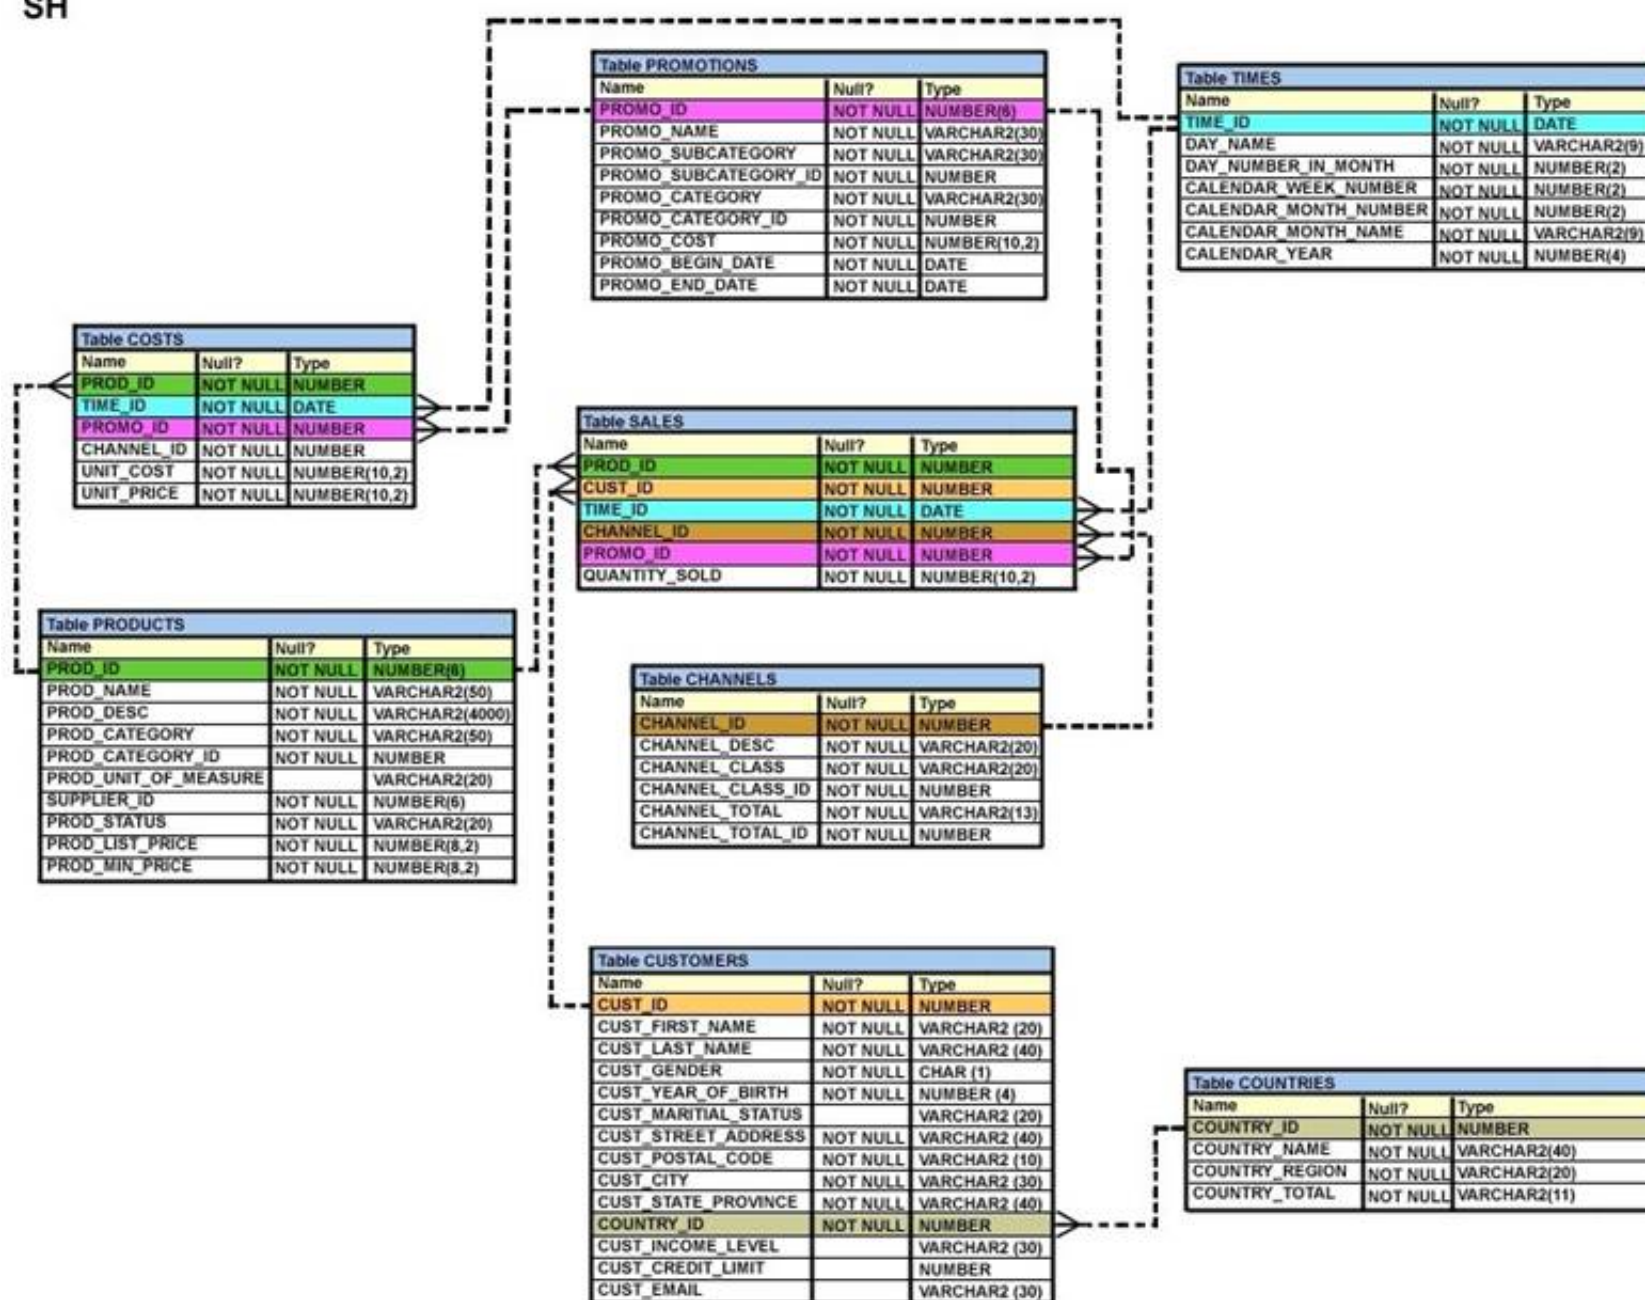 SH
Table PROMOTIONS
Name Null? Type
PROMO_ID NOT NULL NUMBER(6)
PROMO_NAME NOT NULL VARCHAR2(30)
PROMO_SUBCATEGORY NOT NULL VARCHAR2(30)
PROMO_SUBCATEGORY_ID NOT NULL NUMBER
PROMO_CATEGORY NOT NULL VARCHAR2(30)
PROMO_CATEGORY_ID NOT NULL NUMBER
PROMO_COST NOT NULL NUMBER(10,2)
PROMO_BEGIN_DATE NOT NULL DATE
PROMO_END_DATE NOT NULL DATE
Table TIMES
Name Null? Type
TIME_ID NOT NULL DATE
DAY_NAME NOT NULL VARCHAR2(9)
DAY_NUMBER_IN_MONTH NOT NULL NUMBER(2)
CALENDAR_WEEK_NUMBER NOT NULL NUMBER(2)
CALENDAR_MONTH_NUMBER NOT NULL NUMBER(2)
CALENDAR_MONTH_NAME NOT NULL VARCHAR2(9)
CALENDAR_YEAR NOT NULL NUMBER(4)
Table COSTS
Name Null? Type
PROD_ID NOT NULL NUMBER
TIME_ID NOT NULL DATE
PROMO_ID NOT NULL NUMBER
CHANNEL_ID NOT NULL NUMBER
UNIT_COST NOT NULL NUMBER(10,2)
UNIT_PRICE NOT NULL NUMBER(10,2)
Table SALES
Name Null? Type
PROD_ID NOT NULL NUMBER
CUST_ID NOT NULL NUMBER
TIME_ID NOT NULL DATE
CHANNEL_ID NOT NULL NUMBER
PROMO_ID NOT NULL NUMBER
QUANTITY_SOLD NOT NULL NUMBER(10,2)
Table PRODUCTS
Name Null? Type
PROD_ID NOT NULL NUMBER(6)
PROD_NAME NOT NULL VARCHAR2(50)
PROD_DESC NOT NULL VARCHAR2(4000)
PROD_CATEGORY NOT NULL VARCHAR2(50)
PROD_CATEGORY_ID NOT NULL NUMBER
PROD_UNIT_OF_MEASURE VARCHAR2(20)
SUPPLIER_ID NOT NULL NUMBER(6)
PROD_STATUS NOT NULL VARCHAR2(20)
PROD_LIST_PRICE NOT NULL NUMBER(8,2)
PROD_MIN_PRICE NOT NULL NUMBER(8,2)
Table CHANNELS
Name Null? Type
CHANNEL_ID NOT NULL NUMBER
CHANNEL_DESC NOT NULL VARCHAR2(20)
CHANNEL_CLASS NOT NULL VARCHAR2(20)
CHANNEL_CLASS_ID NOT NULL NUMBER
CHANNEL_TOTAL NOT NULL VARCHAR2(13)
CHANNEL_TOTAL_ID NOT NULL NUMBER
Table CUSTOMERS
Name Null? Type
CUST_ID NOT NULL NUMBER
CUST_FIRST_NAME NOT NULL VARCHAR2 (20)
CUST_LAST_NAME NOT NULL VARCHAR2 (40)
CUST_GENDER NOT NULL CHAR (1)
CUST_YEAR_OF_BIRTH NOT NULL NUMBER (4)
CUST_MARITIAL_STATUS VARCHAR2 (20)
CUST_STREET_ADDRESS NOT NULL VARCHAR2 (40)
CUST_POSTAL_CODE NOT NULL VARCHAR2 (10)
CUST_CITY NOT NULL VARCHAR2 (30)
CUST_STATE_PROVINCE NOT NULL VARCHAR2 (40)
COUNTRY_ID NOT NULL NUMBER
CUST_INCOME_LEVEL VARCHAR2 (30)
CUST_CREDIT_LIMIT NUMBER
CUST_EMAIL VARCHAR2 (30)
Table COUNTRIES
Name Null? Type
COUNTRY_ID NOT NULL NUMBER
COUNTRY_NAME NOT NULL VARCHAR2(40)
COUNTRY_REGION NOT NULL VARCHAR2(20)
COUNTRY_TOTAL NOT NULL VARCHAR2(11)